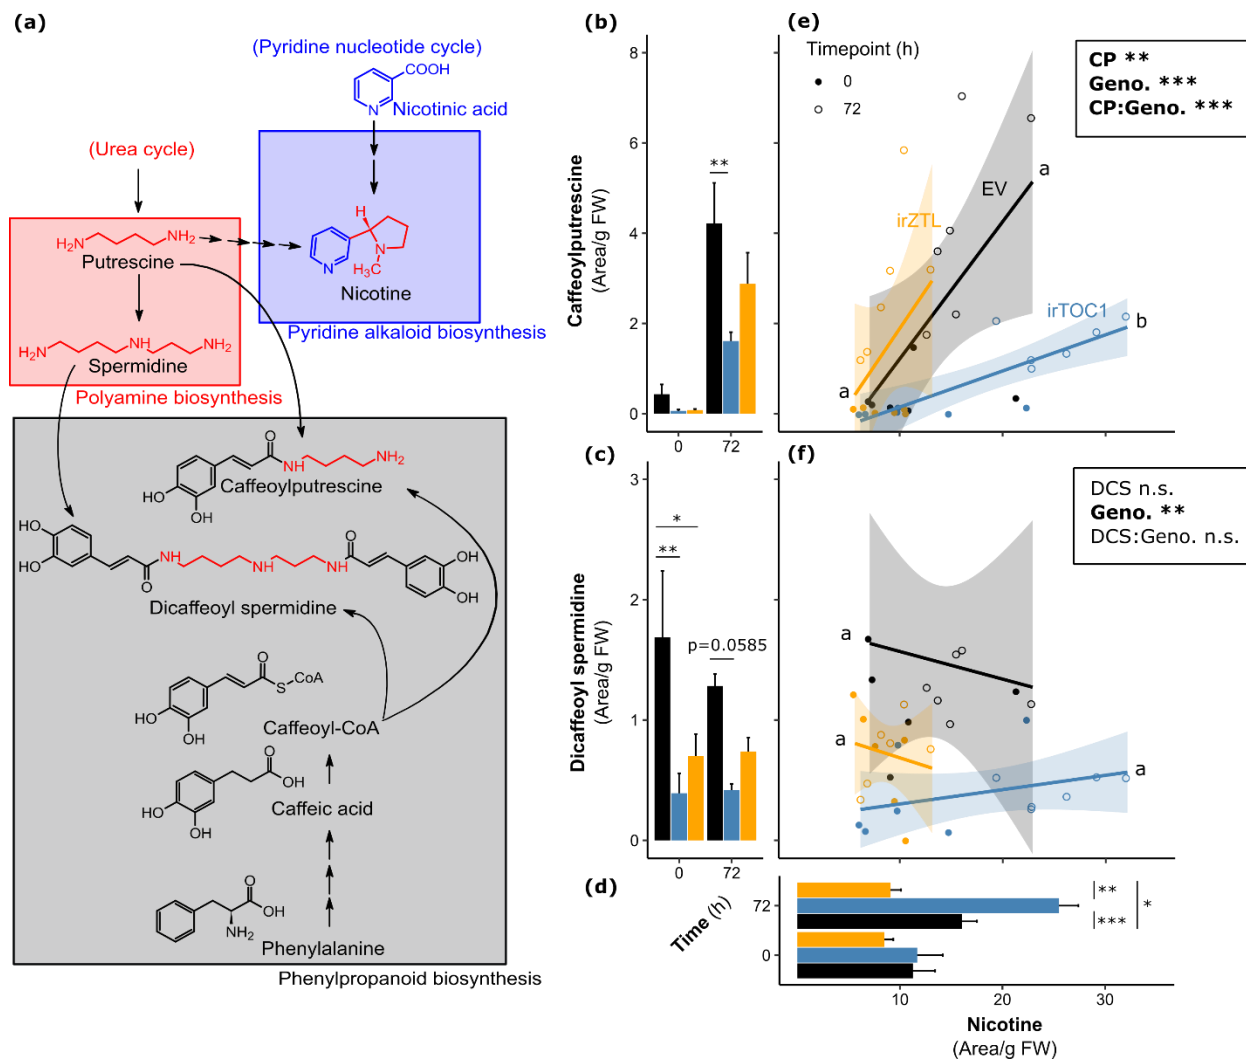 (a)
(Pyridine nucleotide cycle)
COOH
N
Nicotinic acid
(Urea cycle)
H2N
NH2
Putrescine
H
N
N
H3C
Nicotine
Pyridine alkaloid biosynthesis
H2N
NH
NH2
Spermidine
Polyamine biosynthesis
O
NH
NH2
OH
OH
Caffeoylputrescine
HO
HO
NH
O
NH
NH
O
OH
OH
Dicaffeoyl spermidine
O
S
CoA
OH
OH
Caffeoyl-CoA
O
OH
OH
OH
Caffeic acid
O
OH
NH2
Phenylalanine
Phenylpropanoid biosynthesis
(b)
Caffeoylputrescine
(Area/g FW)
8
6
4
2
0
**
0
72
(c)
Dicaffeoyl spermidine
(Area/g FW)
3
2
1
0
*
**
p=0.0585
0
72
(d)
Time (h)
72
0
**
***
*
10
20
30
Nicotine
(Area/g FW)
(e)
Timepoint (h)
0
72
irZTL
EV
irTOC1
a
a
b
CP **
Geno. ***
CP:Geno. ***
(f)
a
a
a
DCS n.s.
Geno. **
DCS:Geno. n.s.